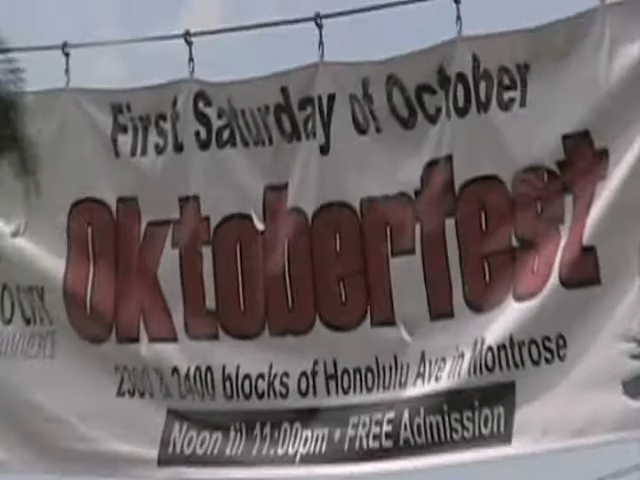 First Saturday of October
Oktoberfest
2300 & 2400 blocks of Honolulu Ave in Montrose
Noon til 11:00pm • FREE Admission